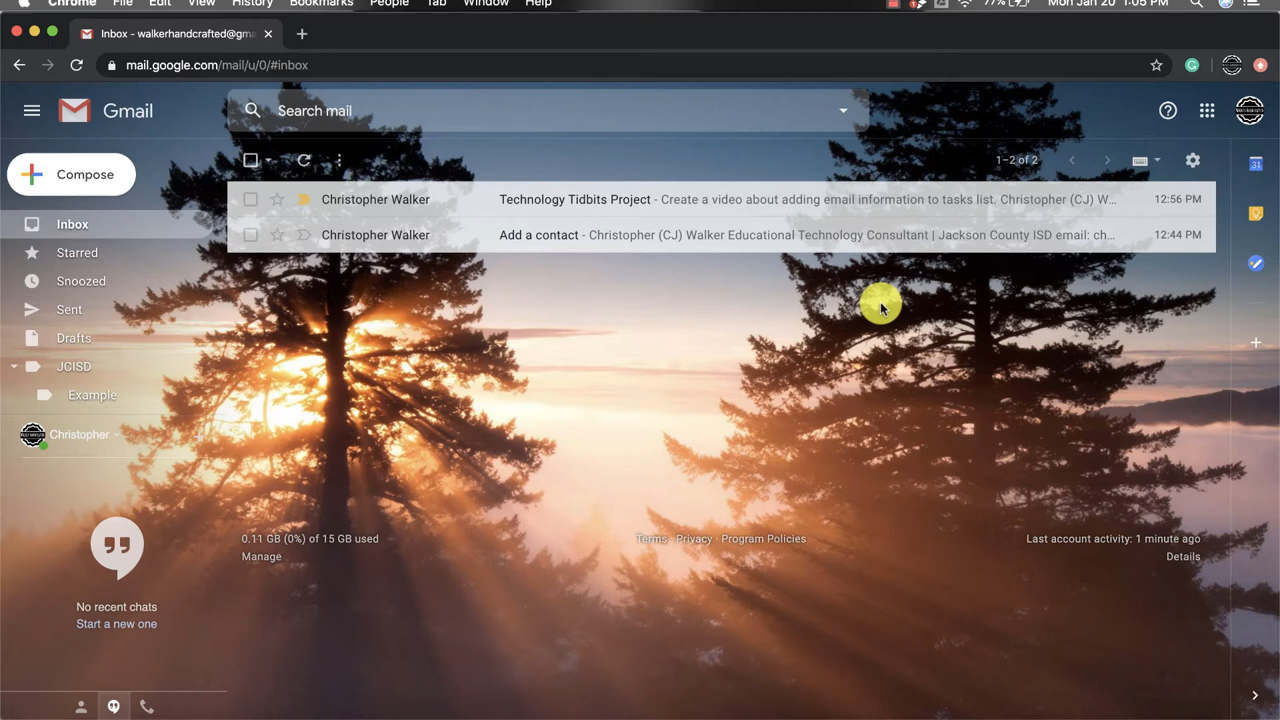 Chrome File Edit View History Bookmarks People Tab Window Help 77% Mon Jan 20 1:05 PM
Inbox - walkerhandcrafted@gma
mail.google.com/mail/u/0/#inbox
Gmail
Search mail
Compose
1–2 of 2
31
Christopher Walker Technology Tidbits Project - Create a video about adding email information to tasks list. Christopher (CJ) W... 12:56 PM
Christopher Walker Add a contact - Christopher (CJ) Walker Educational Technology Consultant | Jackson County ISD email: ch... 12:44 PM
Inbox
Starred
Snoozed
Sent
Drafts
JCISD
Example
Christopher
0.11 GB (0%) of 15 GB used
Manage
Terms · Privacy · Program Policies
Last account activity: 1 minute ago
Details
No recent chats
Start a new one